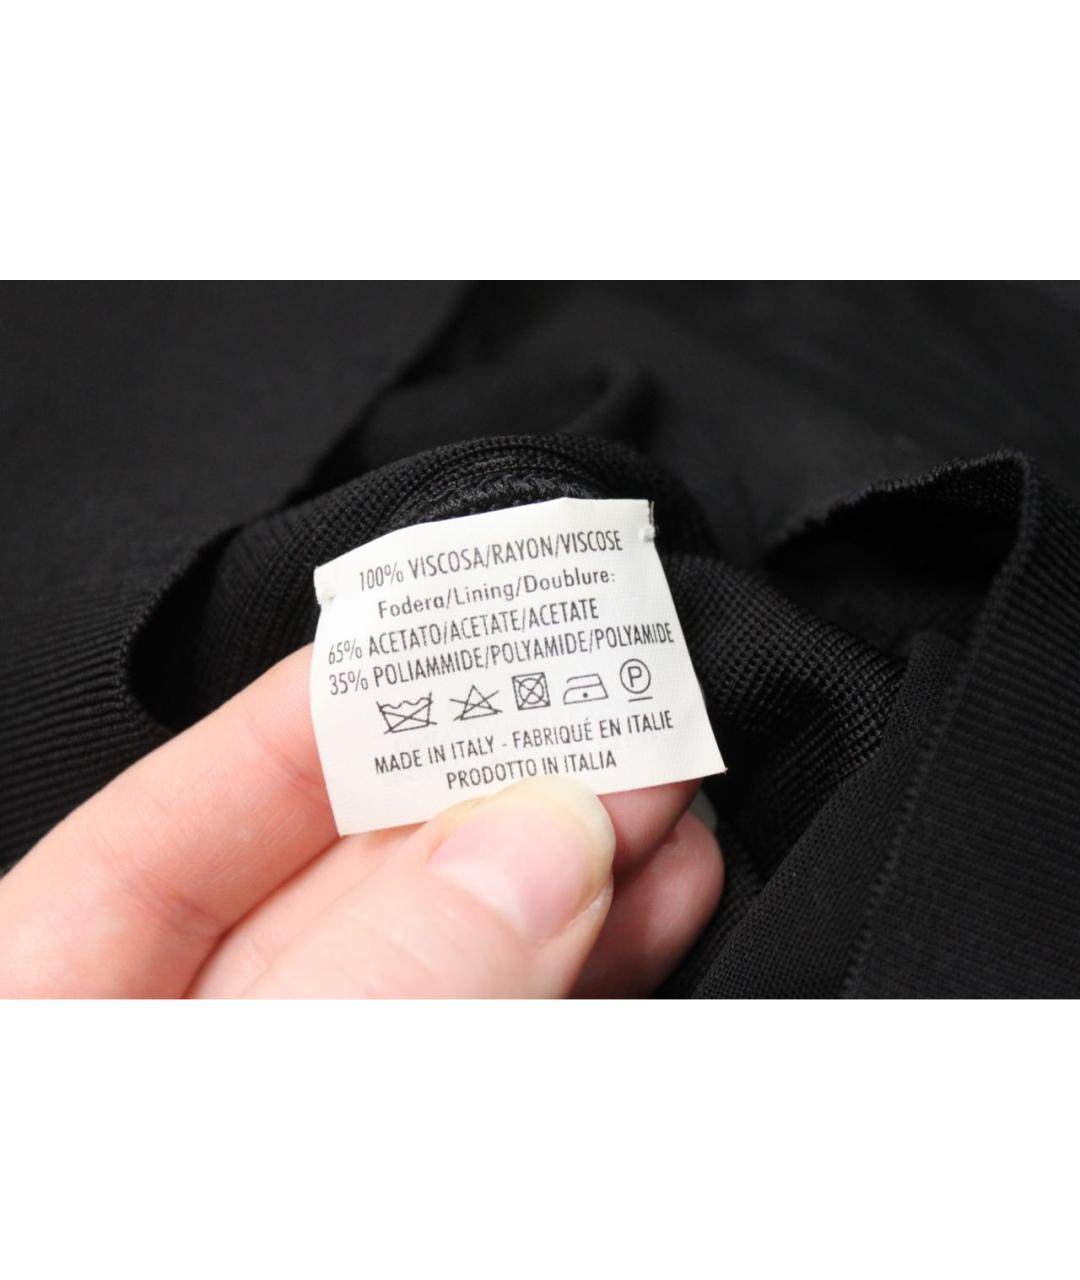 100% VISCOSA/RAYON/VISCOSE
Fodera/Lining/Doublure:
65% ACETATO/ACETATE/ACETATE
35% POLIAMMIDE/POLYAMIDE/POLYAMIDE
P
MADE IN ITALY - FABRIQUÉ EN ITALIE
PRODOTTO IN ITALIA